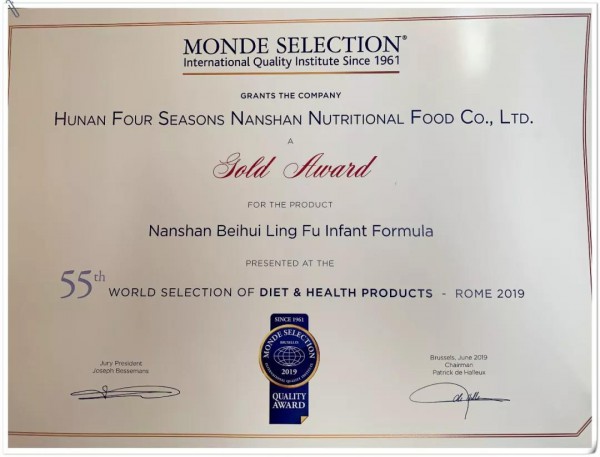 MONDE SELECTION®
International Quality Institute Since 1961
GRANTS THE COMPANY
HUNAN FOUR SEASONS NANSHAN NUTRITIONAL FOOD CO., LTD.
A
Gold Award
FOR THE PRODUCT
Nanshan Beihui Ling Fu Infant Formula
PRESENTED AT THE
55th WORLD SELECTION OF DIET & HEALTH PRODUCTS - ROME 2019
SINCE 1961
MONDE SELECTION
BRUXELLES
2019
INTERNATIONAL QUALITY INSTITUTE
QUALITY
AWARD
Jury President
Joseph Bessemans
Brussels, June 2019
Chairman
Patrick de Halleux